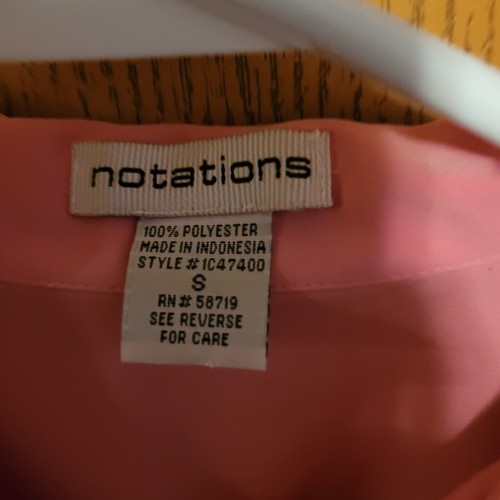 notations
100% POLYESTER
MADE IN INDONESIA
STYLE # 1C47400
S
RN# 58719
SEE REVERSE
FOR CARE